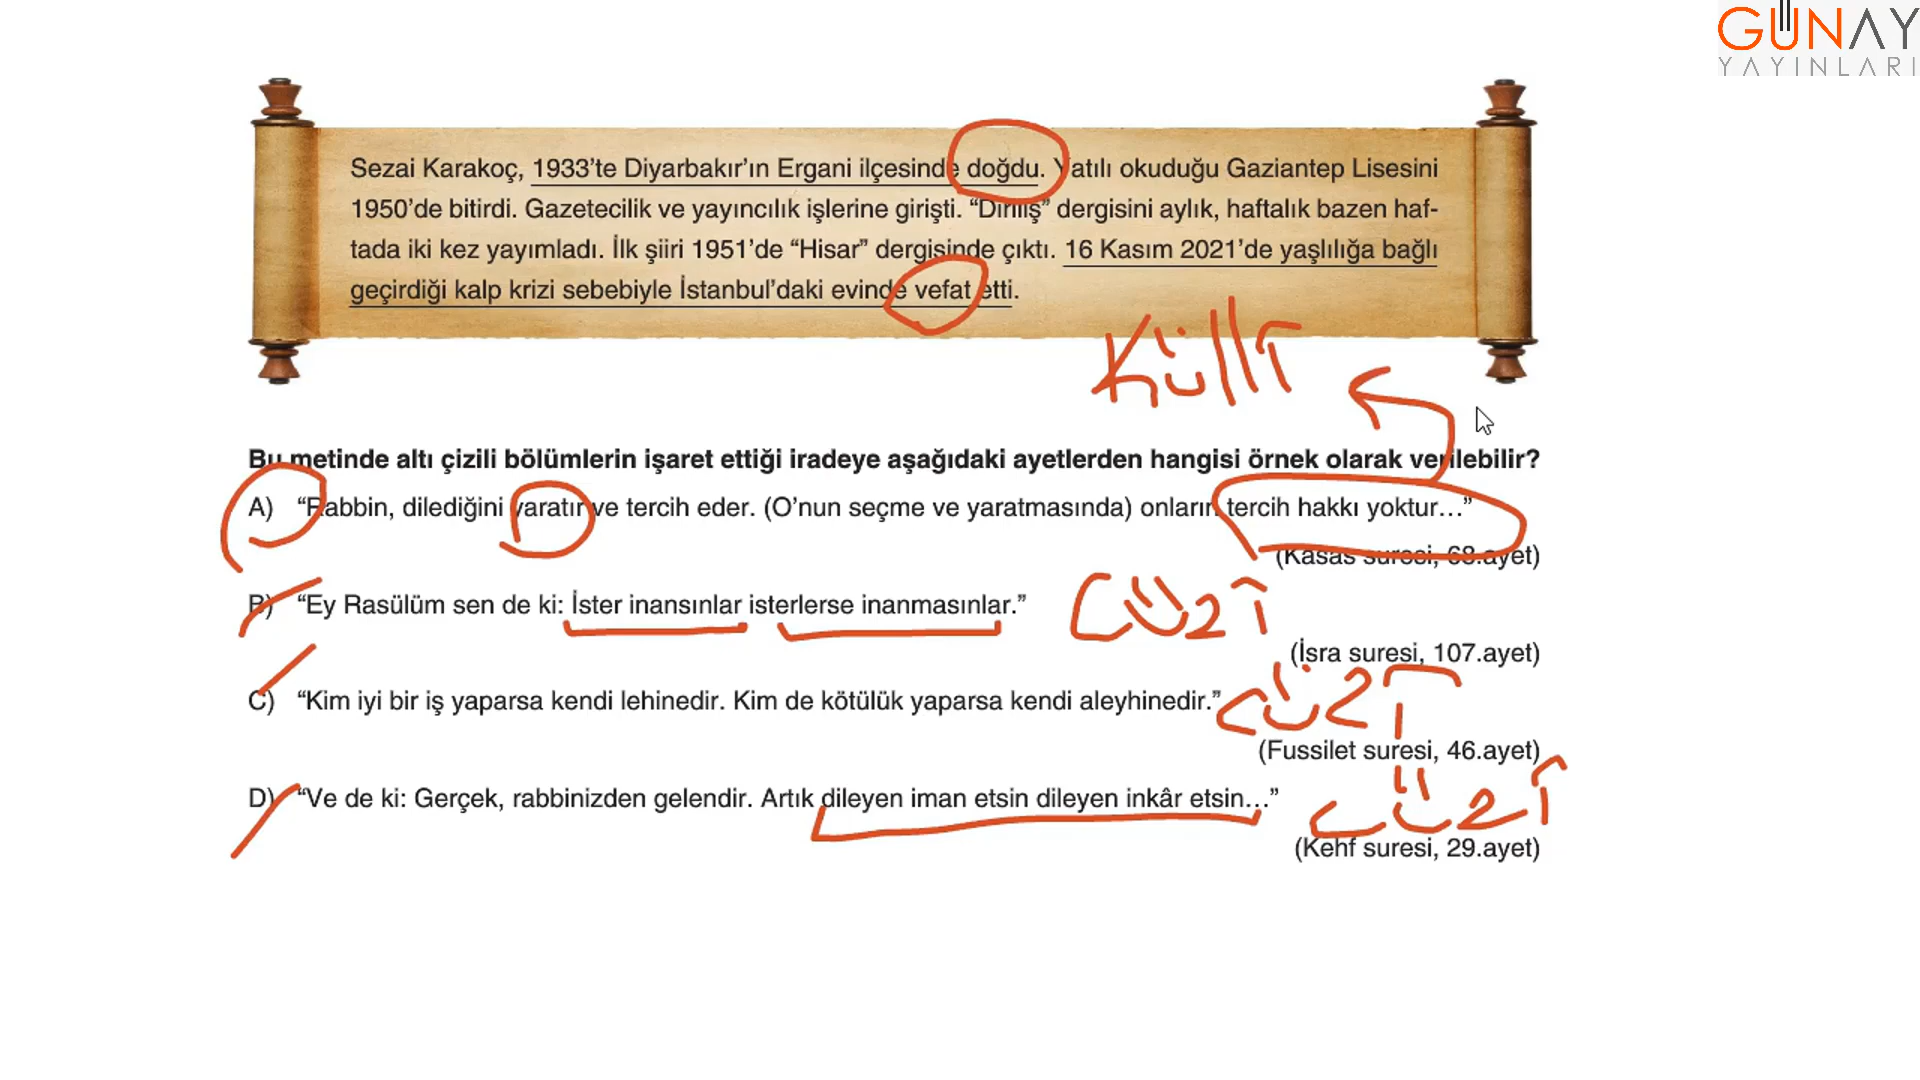 GÜNAY
YAYINLARI
Sezai Karakoç, 1933’te Diyarbakır’ın Ergani ilçesinde doğdu. Yatılı okuduğu Gaziantep Lisesini
1950’de bitirdi. Gazetecilik ve yayıncılık işlerine girişti. “Diriliş” dergisini aylık, haftalık bazen haf-
tada iki kez yayımladı. İlk şiiri 1951’de “Hisar” dergisinde çıktı. 16 Kasım 2021’de yaşlılığa bağlı
geçirdiği kalp krizi sebebiyle İstanbul’daki evinde vefat etti.
Küllî
Bu metinde altı çizili bölümlerin işaret ettiği iradeye aşağıdaki ayetlerden hangisi örnek olarak verilebilir?
A) “Rabbin, dilediğini yaratır ve tercih eder. (O’nun seçme ve yaratmasında) onların tercih hakkı yoktur…”
(Kasas suresi, 68.ayet)
B) “Ey Rasülüm sen de ki: İster inansınlar isterlerse inanmasınlar.” cüzî
(İsra suresi, 107.ayet)
C) “Kim iyi bir iş yaparsa kendi lehinedir. Kim de kötülük yaparsa kendi aleyhinedir.” cüzî
(Fussilet suresi, 46.ayet)
D) “Ve de ki: Gerçek, rabbinizden gelendir. Artık dileyen iman etsin dileyen inkâr etsin…” cüzî
(Kehf suresi, 29.ayet)